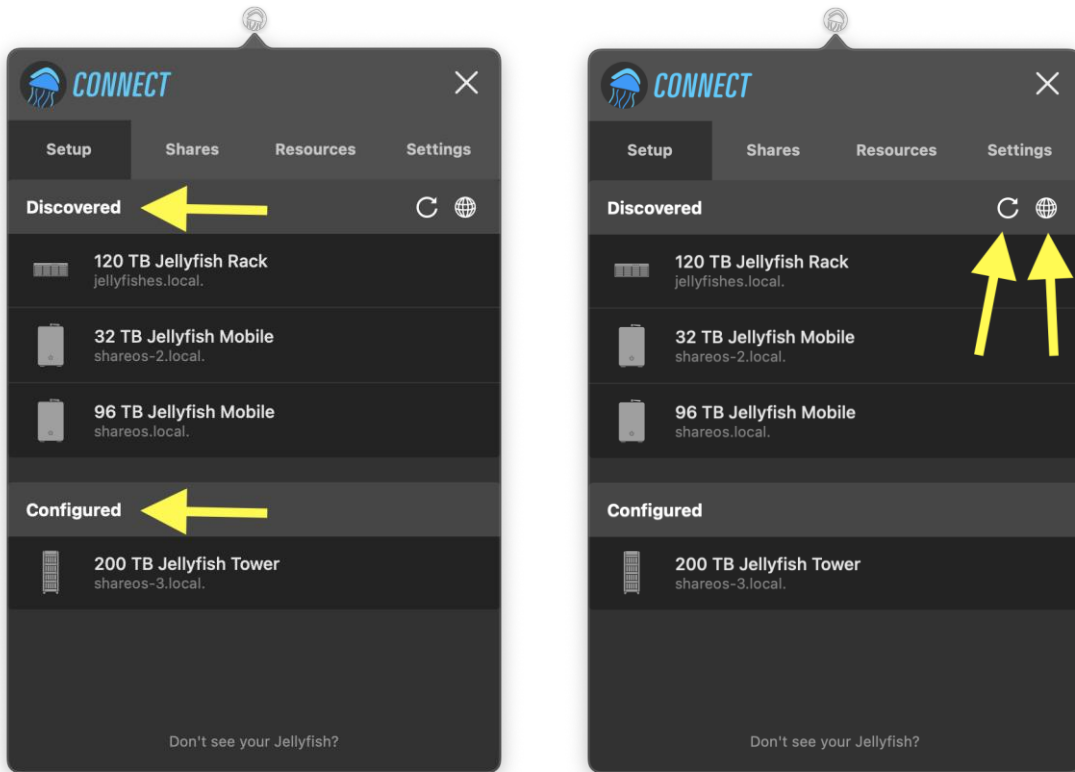 CONNECT
Setup Shares Resources Settings
Discovered
120 TB Jellyfish Rack
jellyfishes.local.
32 TB Jellyfish Mobile
shareos-2.local.
96 TB Jellyfish Mobile
shareos.local.
Configured
200 TB Jellyfish Tower
shareos-3.local.
Don't see your Jellyfish?
CONNECT
Setup Shares Resources Settings
Discovered
120 TB Jellyfish Rack
jellyfishes.local.
32 TB Jellyfish Mobile
shareos-2.local.
96 TB Jellyfish Mobile
shareos.local.
Configured
200 TB Jellyfish Tower
shareos-3.local.
Don't see your Jellyfish?